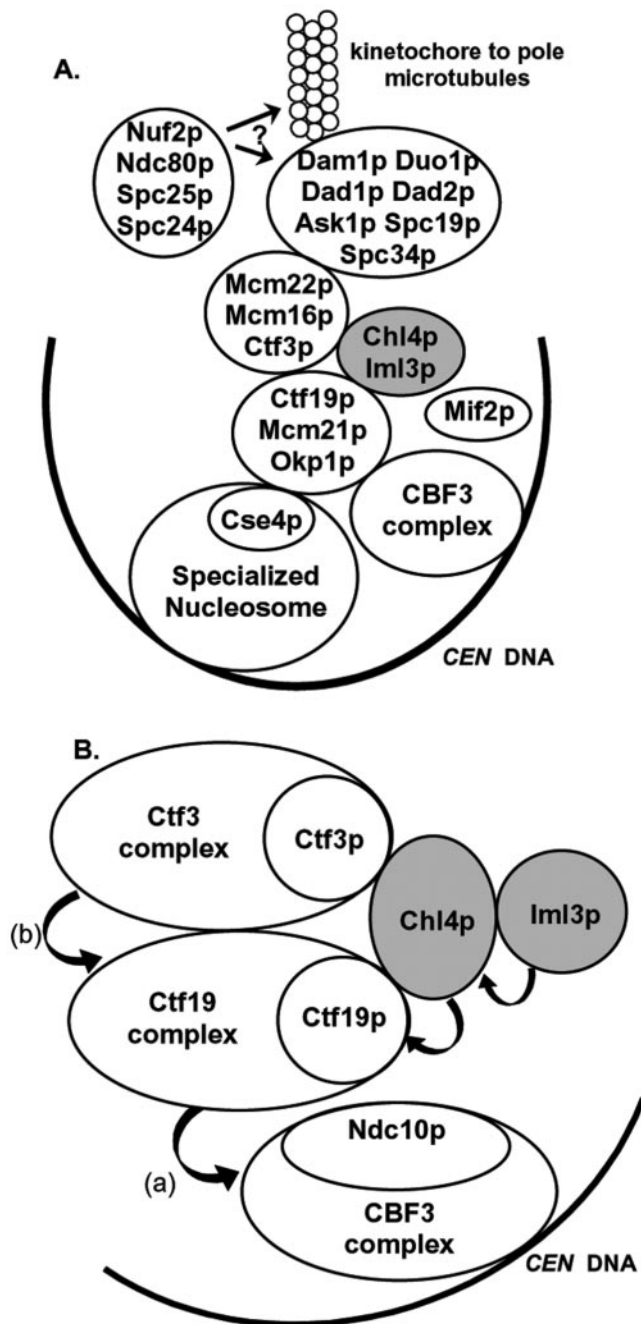 A.
kinetochore to pole
microtubules
Nuf2p
Ndc80p
Spc25p
Spc24p
?
Dam1p Duo1p
Dad1p Dad2p
Ask1p Spc19p
Spc34p
Mcm22p
Mcm16p
Ctf3p
Chl4p
Iml3p
Mif2p
Ctf19p
Mcm21p
Okp1p
CBF3
complex
Cse4p
Specialized
Nucleosome
CEN DNA
B.
Ctf3
complex
Ctf3p
Chl4p
Iml3p
(b)
Ctf19
complex
Ctf19p
(a)
Ndc10p
CBF3
complex
CEN DNA